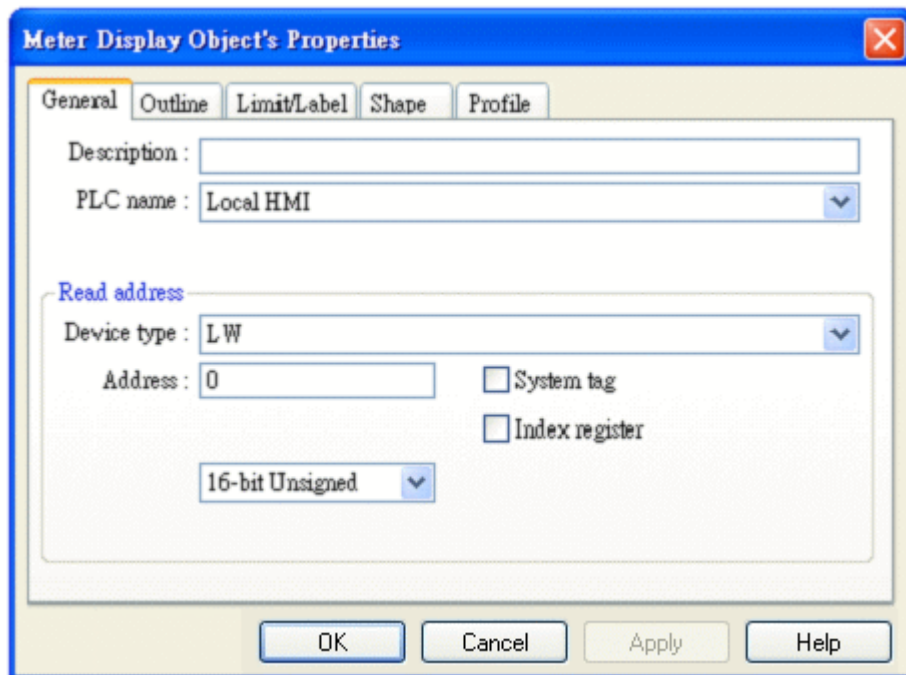 Meter Display Object's Properties
General Outline Limit/Label Shape Profile
Description :
PLC name : Local HMI
Read address
Device type : LW
Address : 0 System tag
Index register
16-bit Unsigned
OK Cancel Apply Help